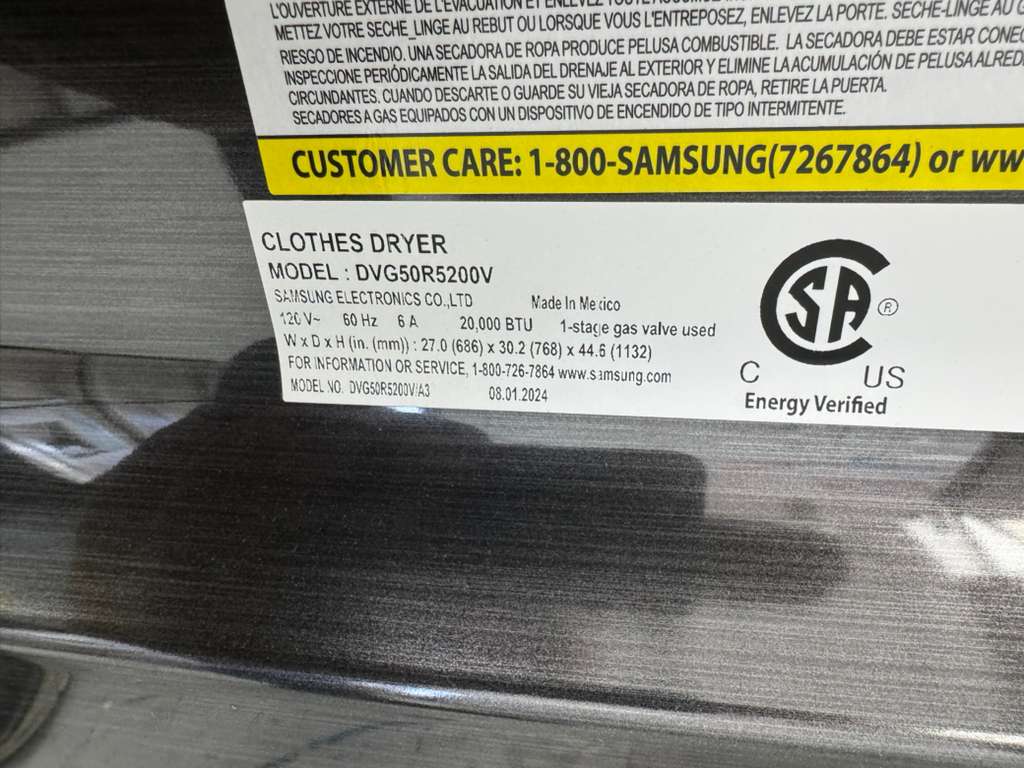 L'OUVERTURE EXTERNE DE L'ÉVACUATION ET ENLEVEZ TOUTE
METTEZ VOTRE SECHE_LINGE AU REBUT OU LORSQUE VOUS L'ENTREPOSEZ, ENLEVEZ LA PORTE. SECHE-LINGE AU G
RIESGO DE INCENDIO. UNA SECADORA DE ROPA PRODUCE PELUSA COMBUSTIBLE. LA SECADORA DEBE ESTAR CONEC
INSPECCIONE PERIÓDICAMENTE LA SALIDA DEL DRENAJE AL EXTERIOR Y ELIMINE LA ACUMULACIÓN DE PELUSA ALRED
CIRCUNDANTES. CUANDO DESCARTE O GUARDE SU VIEJA SECADORA DE ROPA, RETIRE LA PUERTA.
SECADORES A GAS EQUIPADOS CON UN DISPOSITIVO DE ENCENDIDO DE TIPO INTERMITENTE.
CUSTOMER CARE: 1-800-SAMSUNG(7267864) or ww
CLOTHES DRYER
MODEL : DVG50R5200V
SAMSUNG ELECTRONICS CO.,LTD Made In Mexico
120 V~ 60 Hz 6 A 20,000 BTU 1-stage gas valve used
W x D x H (in. (mm)) : 27.0 (686) x 30.2 (768) x 44.6 (1132)
FOR INFORMATION OR SERVICE, 1-800-726-7864 www.samsung.com
MODEL NO. DVG50R5200V/A3 08.01.2024
SA ®
C US
Energy Verified